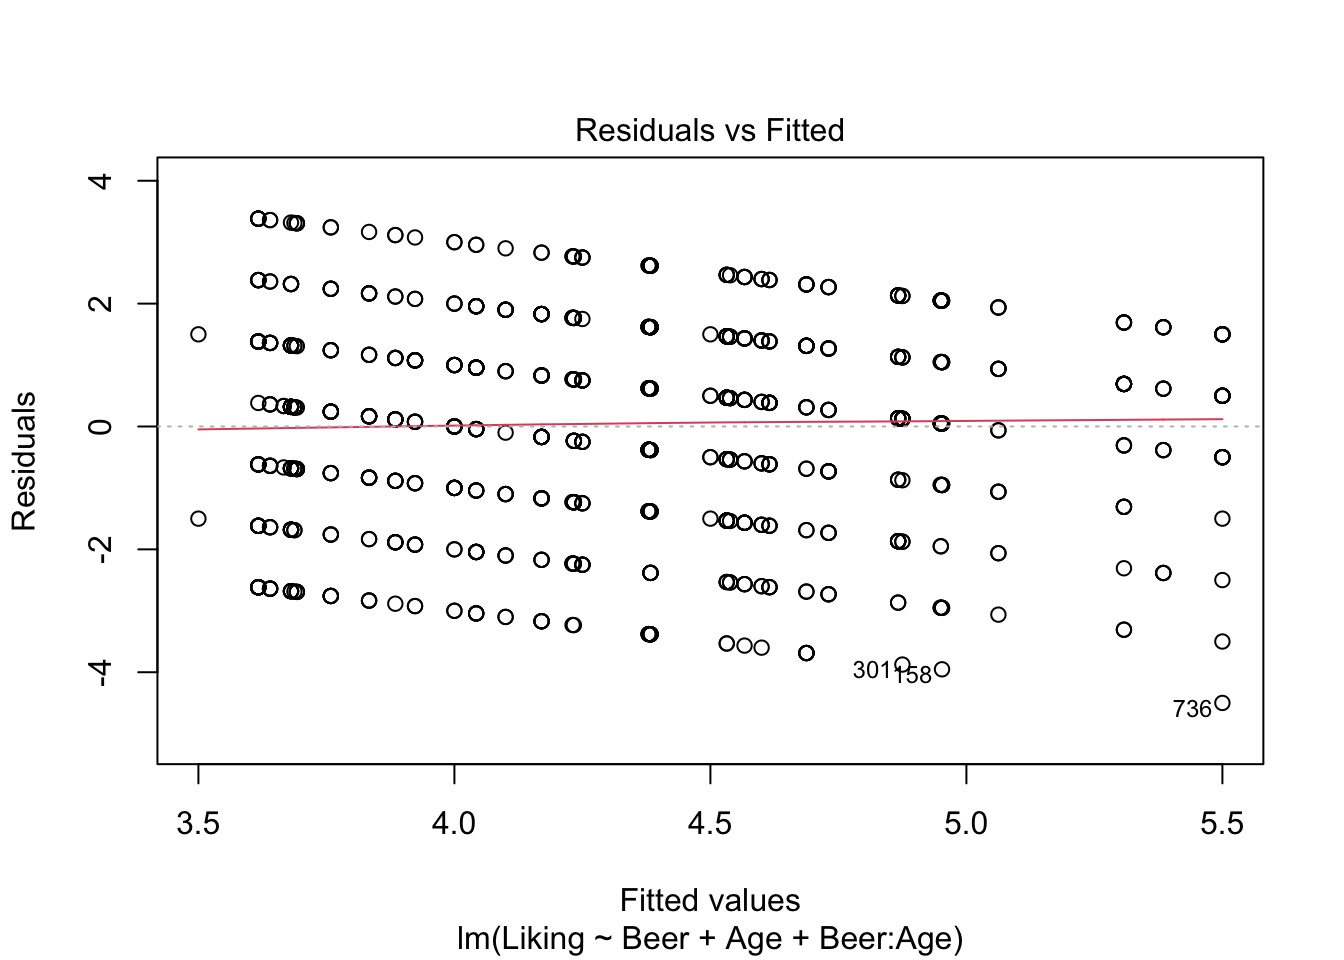 Residuals vs Fitted
Residuals
4
2
0
-2
-4
301
158
736
3.5 4.0 4.5 5.0 5.5
Fitted values
lm(Liking ~ Beer + Age + Beer:Age)